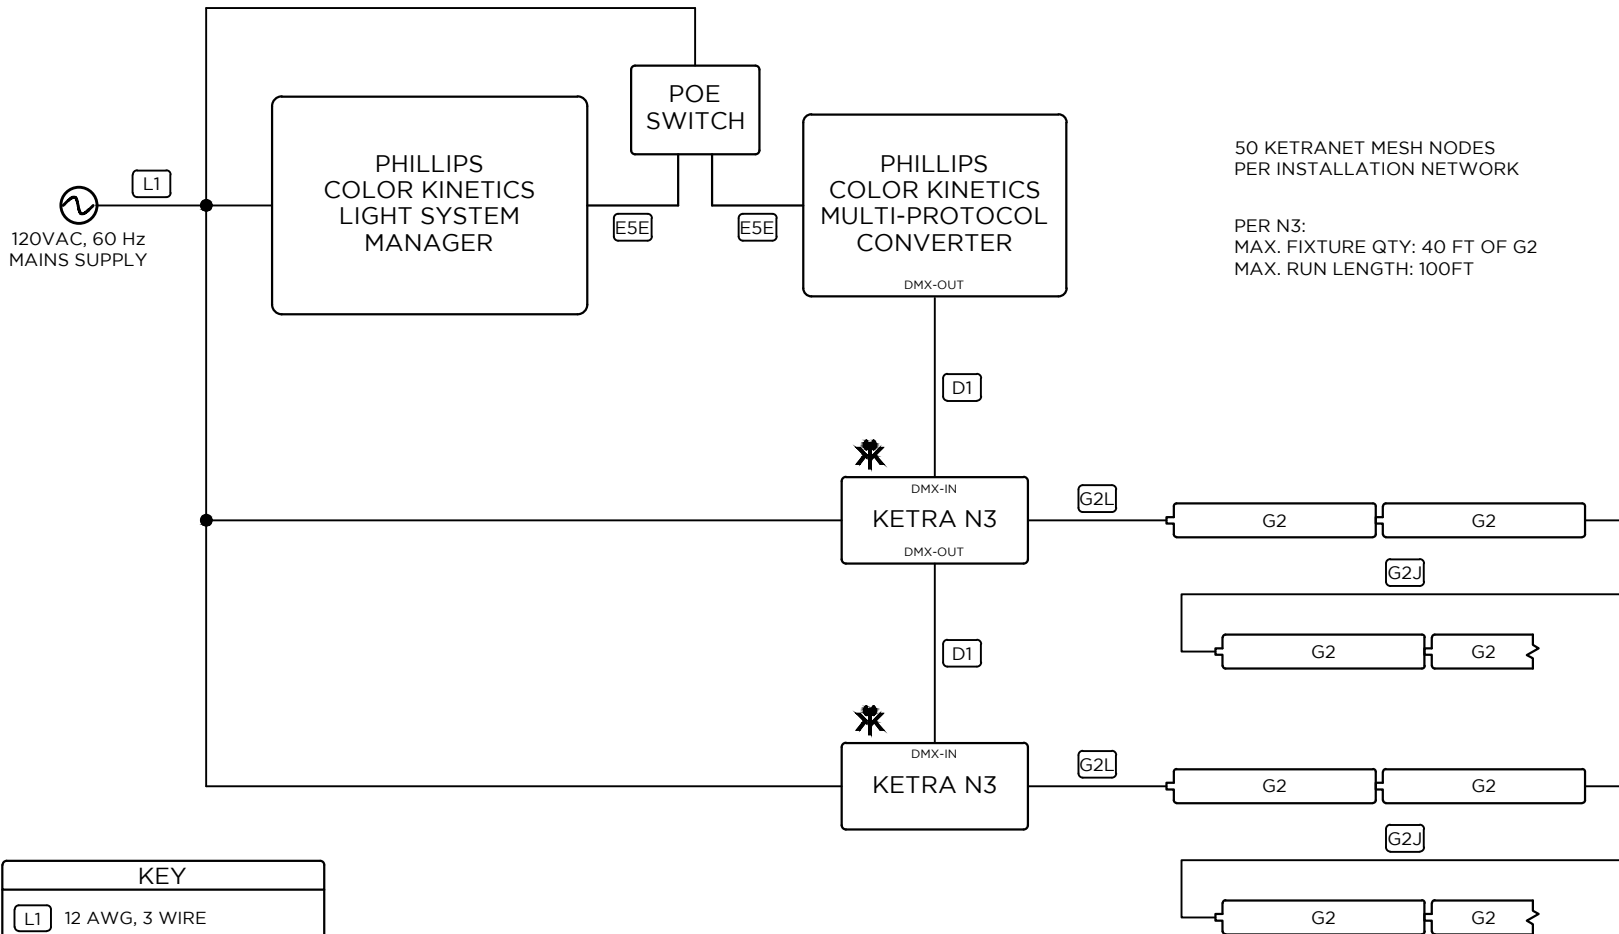 POE
SWITCH
PHILLIPS
COLOR KINETICS
LIGHT SYSTEM
MANAGER
PHILLIPS
COLOR KINETICS
MULTI-PROTOCOL
CONVERTER
DMX-OUT
50 KETRANET MESH NODES
PER INSTALLATION NETWORK
PER N3:
MAX. FIXTURE QTY: 40 FT OF G2
MAX. RUN LENGTH: 100FT
L1
120VAC, 60 Hz
MAINS SUPPLY
E5E
E5E
D1
DMX-IN
KETRA N3
DMX-OUT
G2L
G2
G2
G2J
G2
G2
D1
DMX-IN
KETRA N3
G2L
G2
G2
G2J
G2
G2
KEY
L1 12 AWG, 3 WIRE